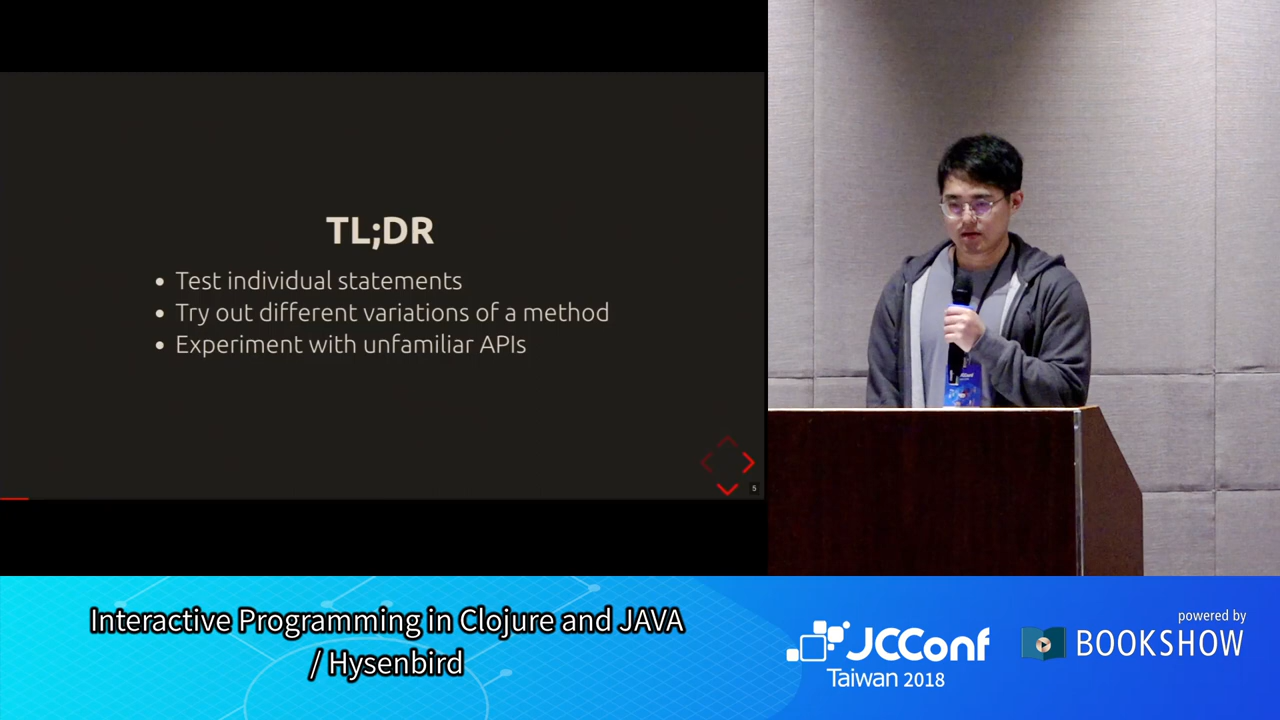 TL;DR
Test individual statements
Try out different variations of a method
Experiment with unfamiliar APIs
5
Interactive Programming in Clojure and JAVA
/ Hysenbird
JCConf
Taiwan 2018
powered by
BOOKSHOW